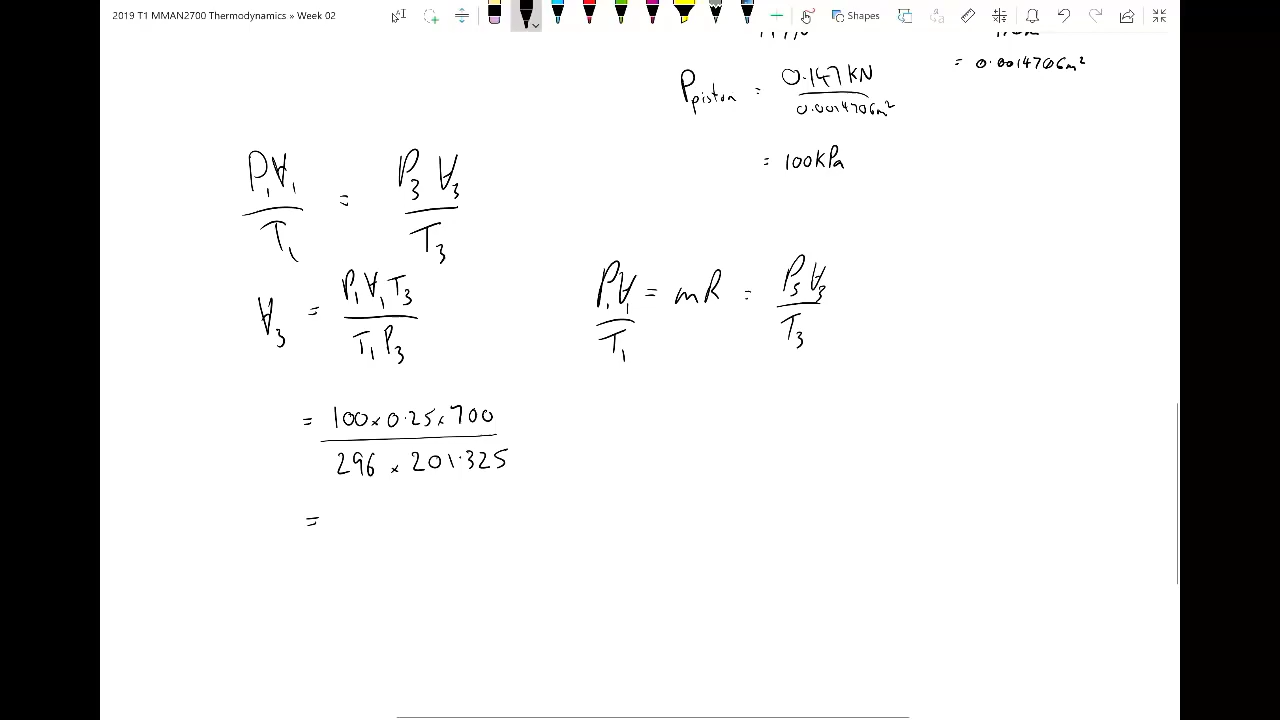 2019 T1 MMAN2700 Thermodynamics » Week 02
Shapes
= 0.0014706m²
P_piston = 0.147kN / 0.0014706m²
= 100kPa
P₁V₁ / T₁ = P₃V₃ / T₃
V₃ = P₁V₁T₃ / T₁P₃
P₁V₁ / T₁ = mR = P₃V₃ / T₃
= 100×0.25×700 / 296 × 201.325
=